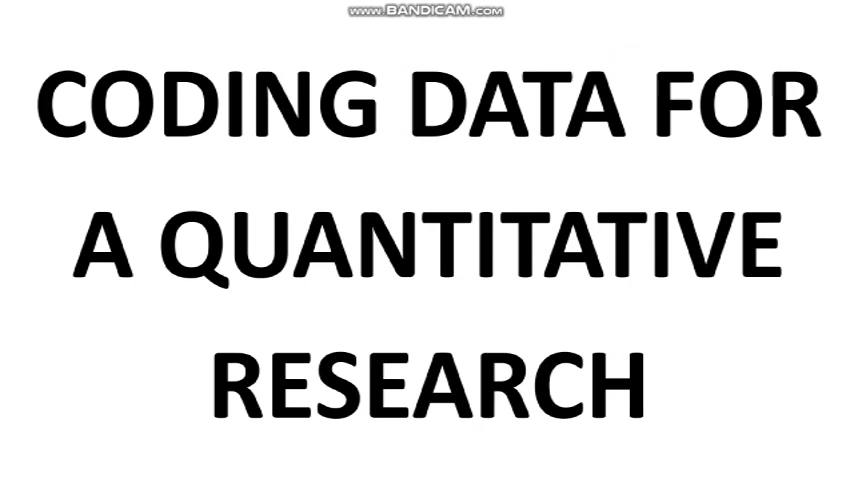 www.BANDICAM.com
CODING DATA FOR
A QUANTITATIVE
RESEARCH